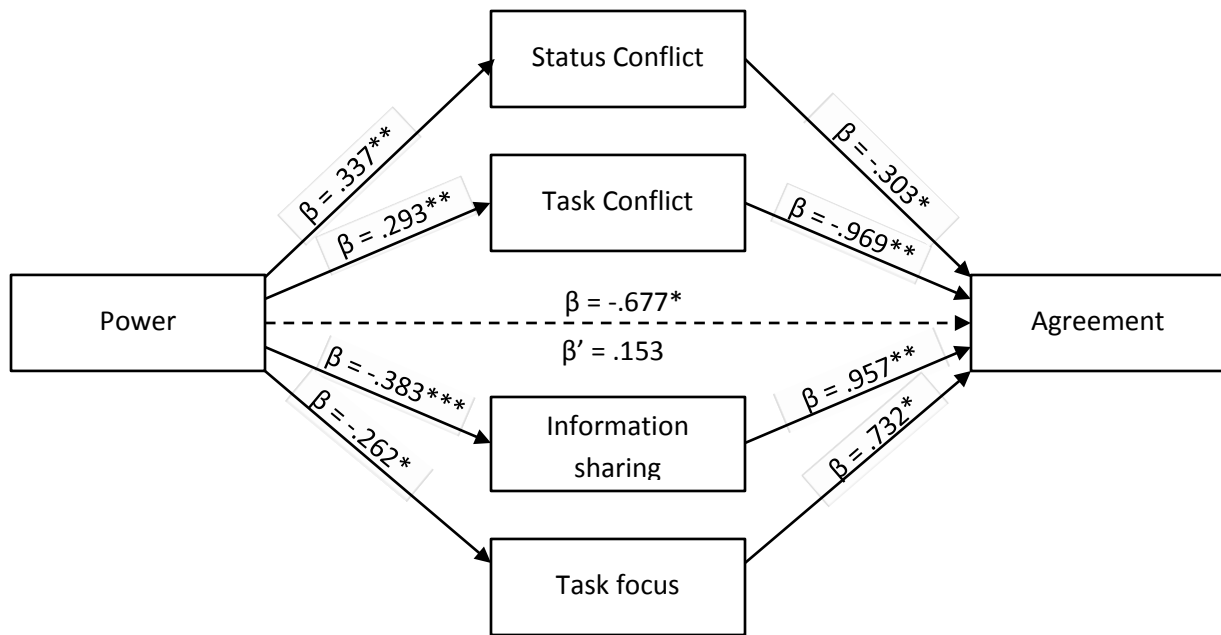 Status Conflict
β = .337**
β = -.303*
Task Conflict
β = .293**
β = -.969**
Power
β = -.677*
β’ = .153
Agreement
β = -.383***
β = .957**
Information
sharing
β = -.262*
β = .732*
Task focus